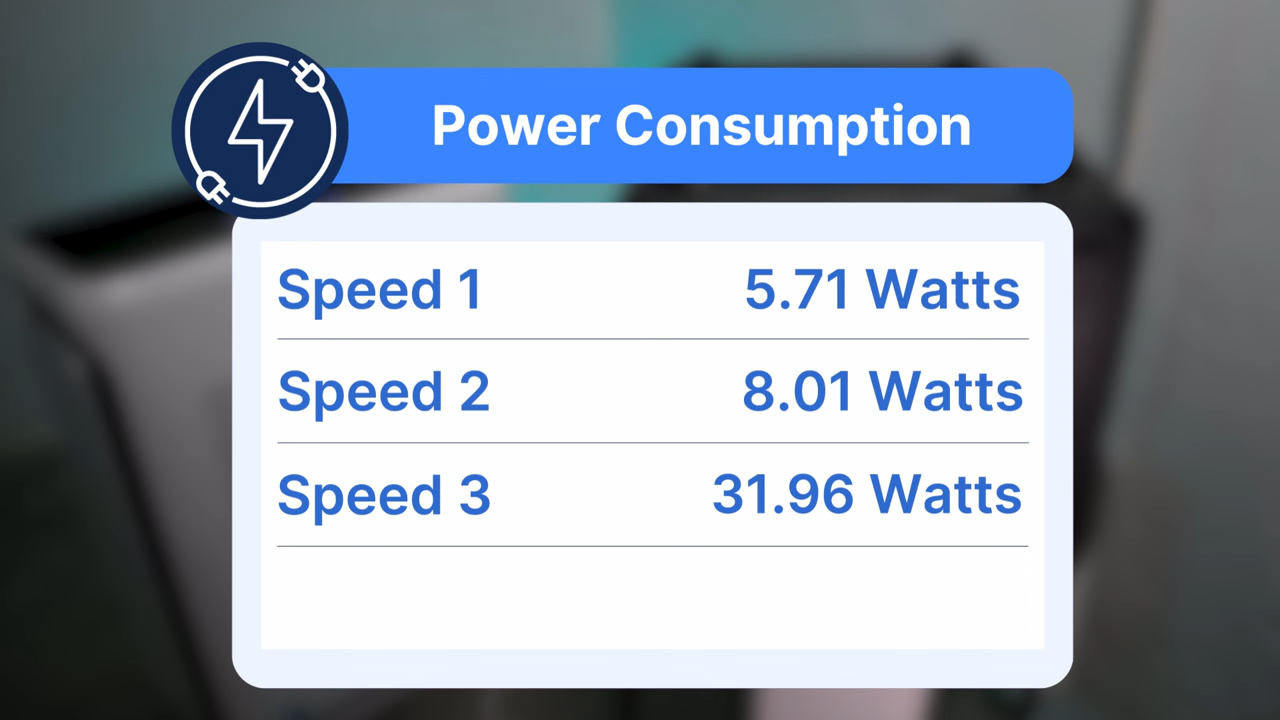 Power Consumption
Speed 1 5.71 Watts
Speed 2 8.01 Watts
Speed 3 31.96 Watts